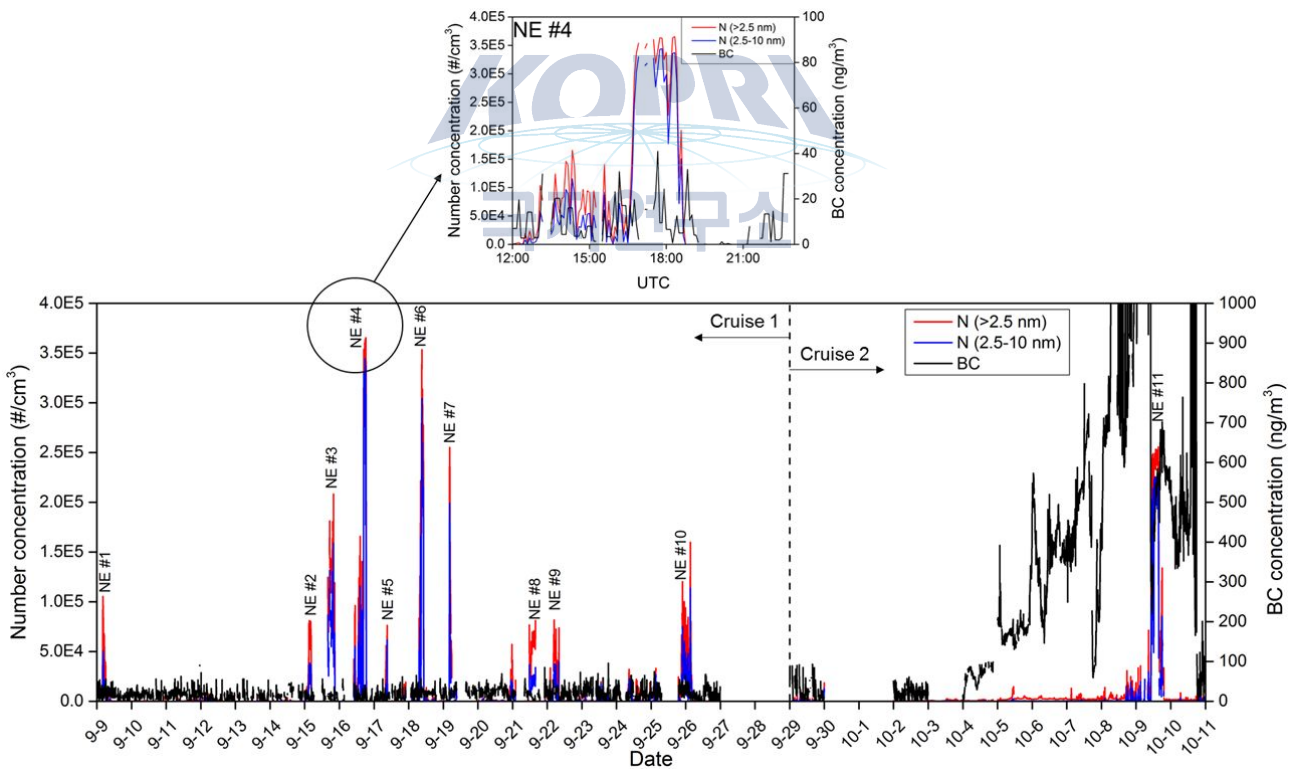 NE #4
N (>2.5 nm)
N (2.5-10 nm)
BC
Number concentration (#/cm³)
4.0E5
3.5E5
3.0E5
2.5E5
2.0E5
1.5E5
1.0E5
5.0E4
0.0
100
80
60
40
20
0
BC concentration (ng/m³)
12:00 15:00 18:00 21:00
UTC
KOPRI
극지연구소
Number concentration (#/cm³)
4.0E5
3.5E5
3.0E5
2.5E5
2.0E5
1.5E5
1.0E5
5.0E4
0.0
NE #1
NE #2
NE #3
NE #4
NE #5
NE #6
NE #7
NE #8
NE #9
NE #10
NE #11
Cruise 1
Cruise 2
N (>2.5 nm)
N (2.5-10 nm)
BC
1000
900
800
700
600
500
400
300
200
100
0
BC concentration (ng/m³)
9-9 9-10 9-11 9-12 9-13 9-14 9-15 9-16 9-17 9-18 9-19 9-20 9-21 9-22 9-23 9-24 9-25 9-26 9-27 9-28 9-29 9-30 10-1 10-2 10-3 10-4 10-5 10-6 10-7 10-8 10-9 10-10 10-11
Date